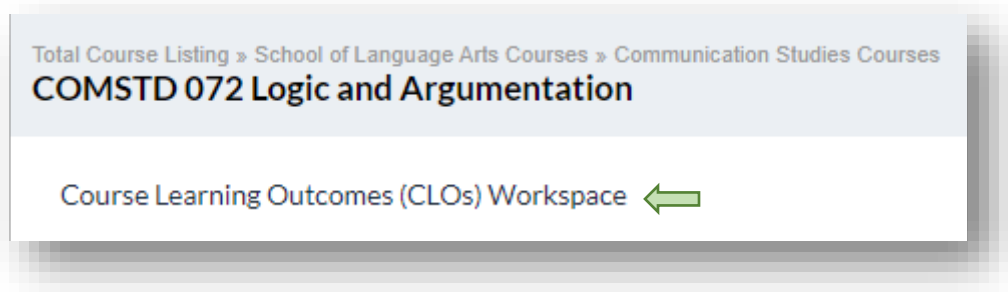 Total Course Listing » School of Language Arts Courses » Communication Studies Courses
COMSTD 072 Logic and Argumentation
Course Learning Outcomes (CLOs) Workspace